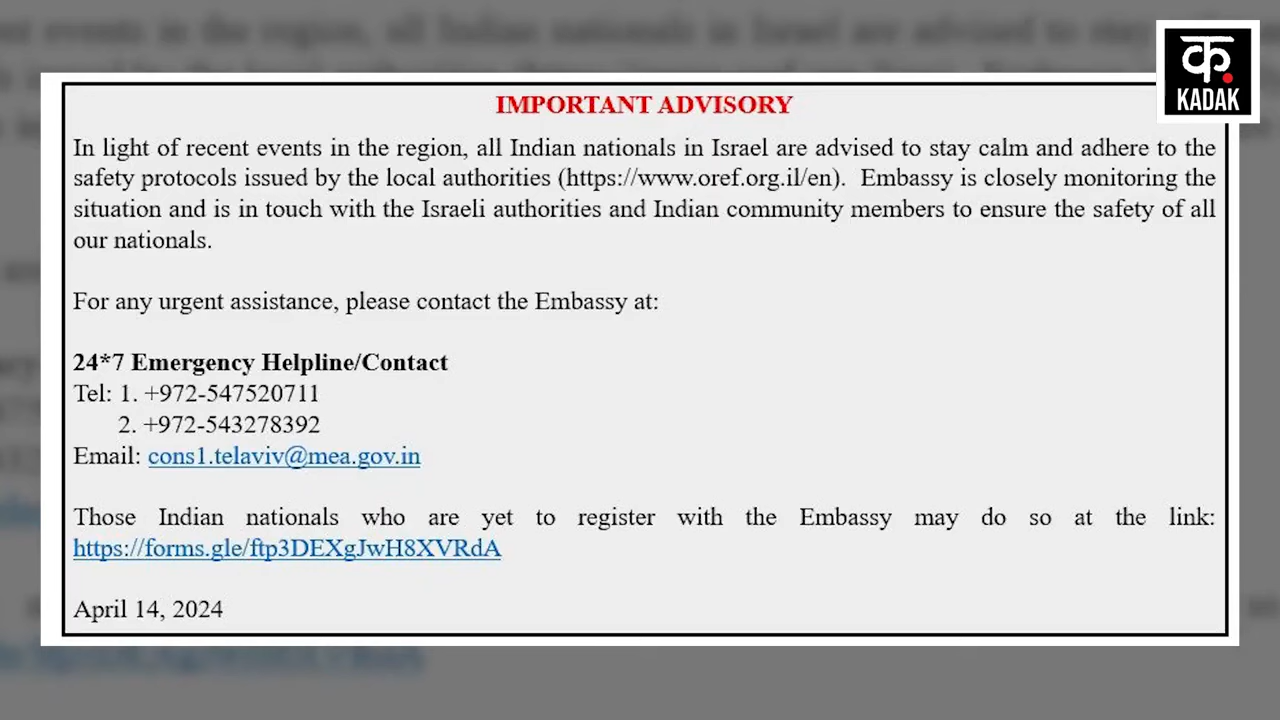 क.
KADAK
IMPORTANT ADVISORY
In light of recent events in the region, all Indian nationals in Israel are advised to stay calm and adhere to the
safety protocols issued by the local authorities (https://www.oref.org.il/en). Embassy is closely monitoring the
situation and is in touch with the Israeli authorities and Indian community members to ensure the safety of all
our nationals.
For any urgent assistance, please contact the Embassy at:
24*7 Emergency Helpline/Contact
Tel: 1. +972-547520711
2. +972-543278392
Email: cons1.telaviv@mea.gov.in
Those Indian nationals who are yet to register with the Embassy may do so at the link:
https://forms.gle/ftp3DEXgJwH8XVRdA
April 14, 2024